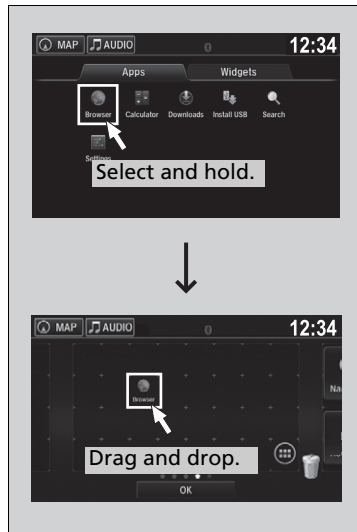 MAP AUDIO 12:34
Apps Widgets
Browser Calculator Downloads Install USB Search
Settings
Select and hold.
MAP AUDIO 12:34
Browser
Drag and drop.
OK